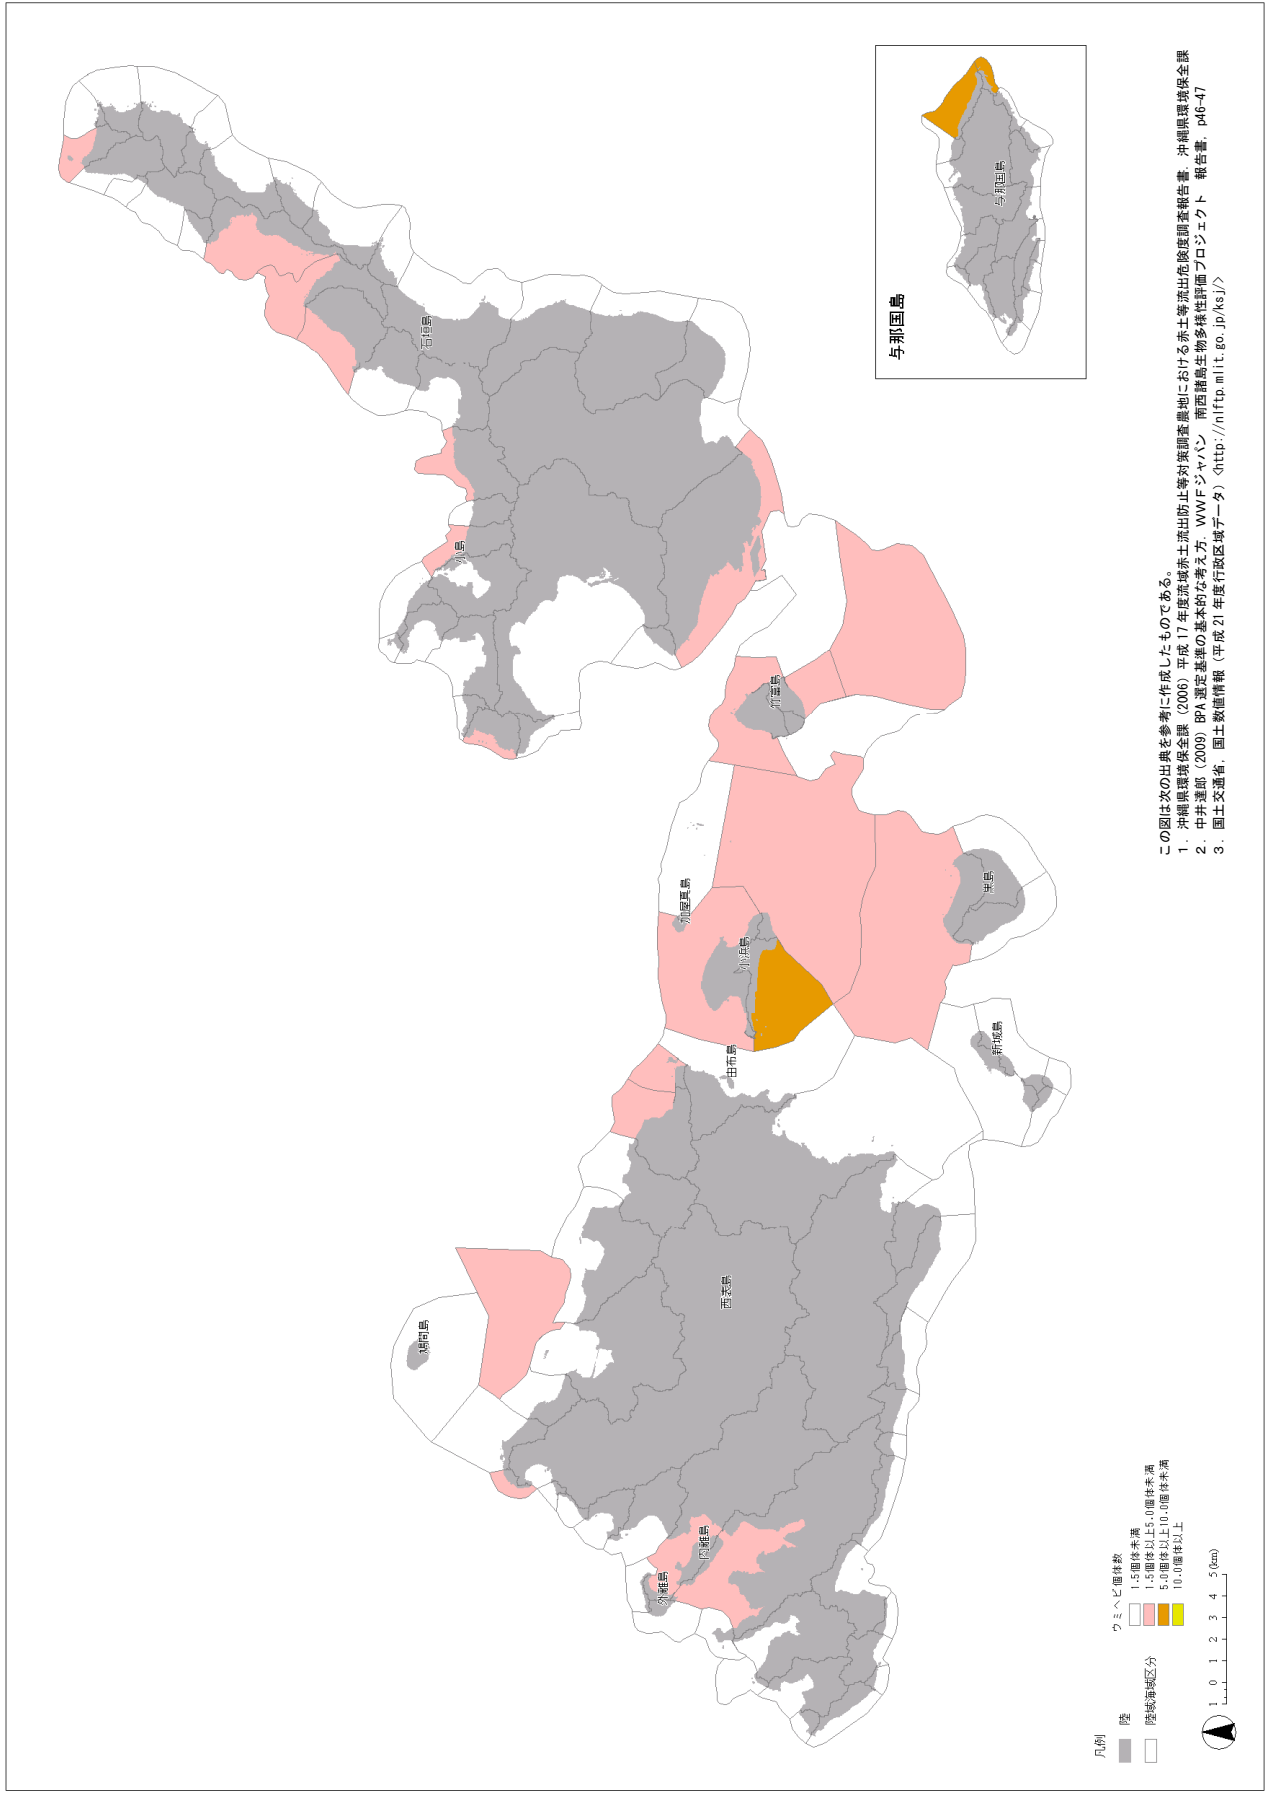 与那国島
与那国島
石垣島
小島
竹富島
加屋真島
小浜島
黒島
由布島
新城島
鳩間島
西表島
内離島
外離島
凡例
陸
陸域海域区分
ウミヘビ個体数
1.5個体未満
1.5個体以上5.0個体未満
5.0個体以上10.0個体未満
10.0個体以上
1 0 1 2 3 4 5(km)
この図は次の出典を参考に作成したものである。
1. 沖縄県環境保全課 (2006) 平成 17 年度流域赤土流出防止等対策調査農地における赤土等流出危険度調査報告書. 沖縄県環境保全課
2. 中井達郎 (2009) BPA 選定基準の基本的な考え方. WWFジャパン 南西諸島生物多様性評価プロジェクト 報告書, p46-47
3. 国土交通省, 国土数値情報 (平成 21 年度行政区域データ) <http://nlftp.mlit.go.jp/ksj/>